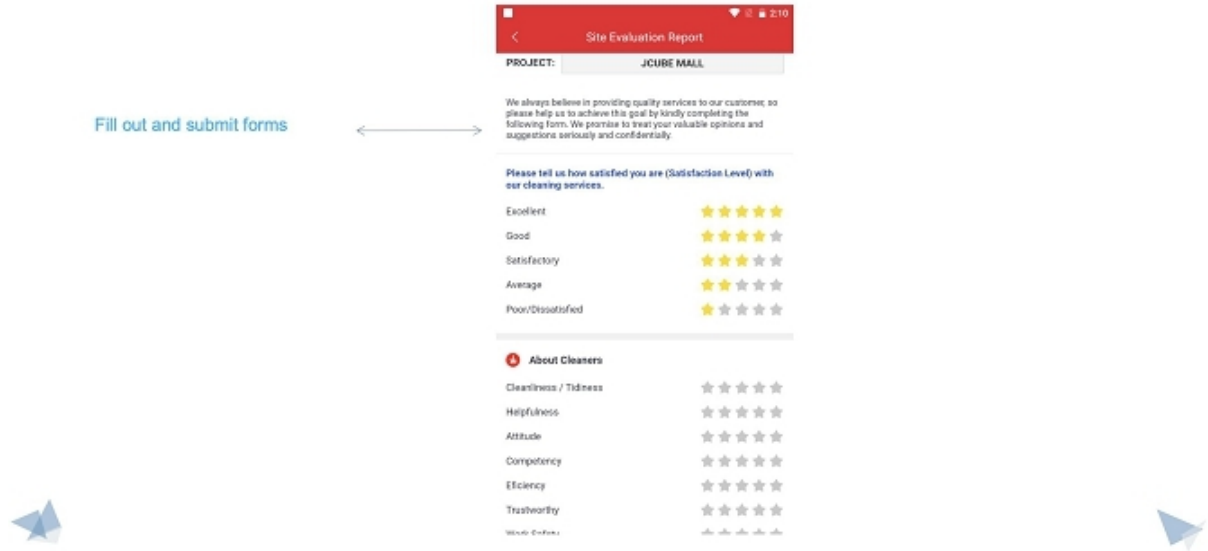 2:10
Site Evaluation Report
PROJECT: JCUBE MALL
Fill out and submit forms
We always believe in providing quality services to our customer, so
please help us to achieve this goal by kindly completing the
following form. We promise to treat your valuable opinions and
suggestions seriously and confidentially.
Please tell us how satisfied you are (Satisfaction Level) with
our cleaning services.
Excellent
Good
Satisfactory
Average
Poor/Dissatisfied
About Cleaners
Cleanliness / Tidiness
Helpfulness
Attitude
Competency
Eficiency
Trustworthy
Work Safety